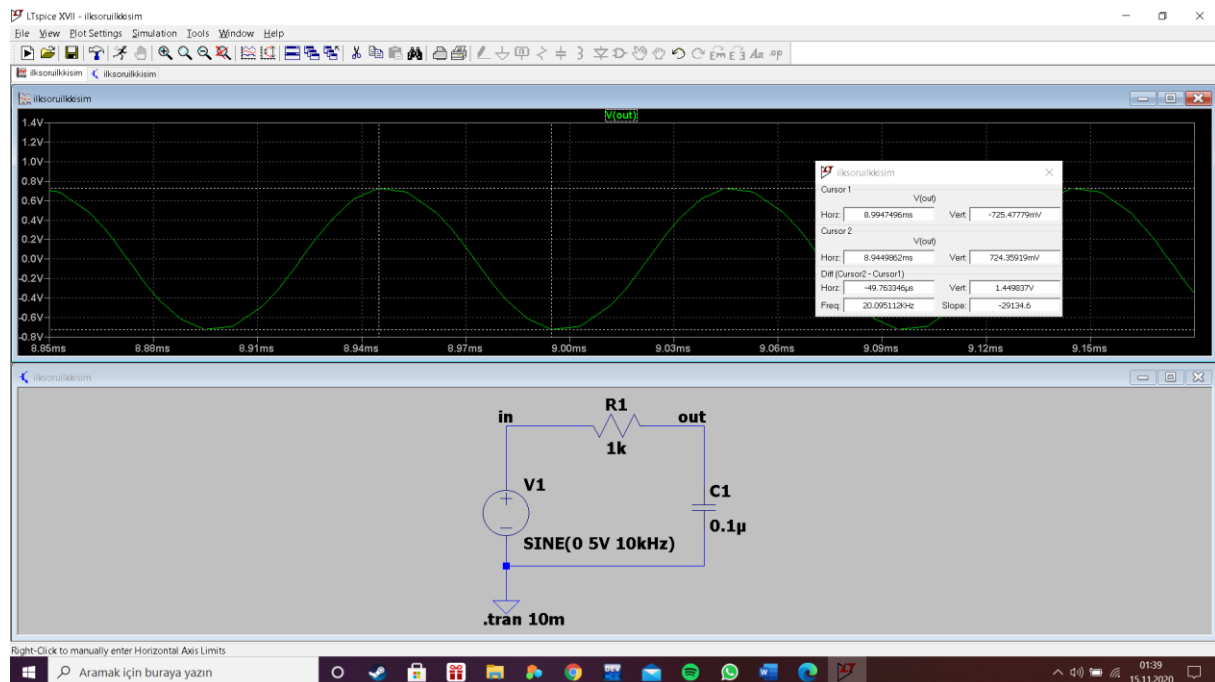 LTspice XVII - ilksoruilkkisim
File View Plot Settings Simulation Tools Window Help
ilksoruilkkisim ilksoruilkkisim
ilksoruilkkisim
V(out)
1.4V
1.2V
1.0V
0.8V
0.6V
0.4V
0.2V
0.0V
-0.2V
-0.4V
-0.6V
-0.8V
8.85ms 8.88ms 8.91ms 8.94ms 8.97ms 9.00ms 9.03ms 9.06ms 9.09ms 9.12ms 9.15ms
ilksoruilkkisim
Cursor 1
V(out)
Horz: 8.9947496ms Vert: -725.47779mV
Cursor 2
V(out)
Horz: 8.9449862ms Vert: 724.35919mV
Diff (Cursor2 - Cursor1)
Horz: -49.763346µs Vert: 1.449837V
Freq: 20.095112KHz Slope: -29134.6
ilksoruilkkisim
R1
in out
1k
V1
C1
0.1µ
SINE(0 5V 10kHz)
.tran 10m
Right-Click to manually enter Horizontal Axis Limits
Aramak için buraya yazın
01:39
15.11.2020